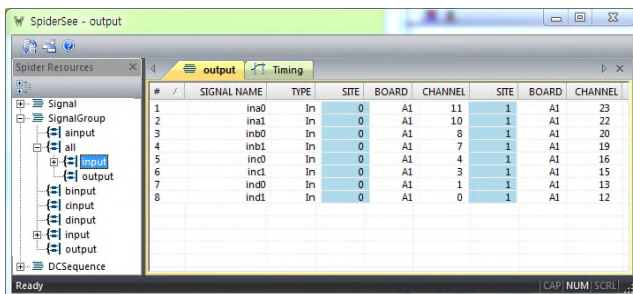 SpiderSee - output
Spider Resources
Signal
SignalGroup
ainput
all
input
output
binput
cinput
dinput
input
output
DCSequence
output Timing
# / SIGNAL NAME TYPE SITE BOARD CHANNEL SITE BOARD CHANNEL
1 ina0 In 0 A1 11 1 A1 23
2 ina1 In 0 A1 10 1 A1 22
3 inb0 In 0 A1 8 1 A1 20
4 inb1 In 0 A1 7 1 A1 19
5 inc0 In 0 A1 4 1 A1 16
6 inc1 In 0 A1 3 1 A1 15
7 ind0 In 0 A1 1 1 A1 13
8 ind1 In 0 A1 0 1 A1 12
Ready CAP NUM SCRL